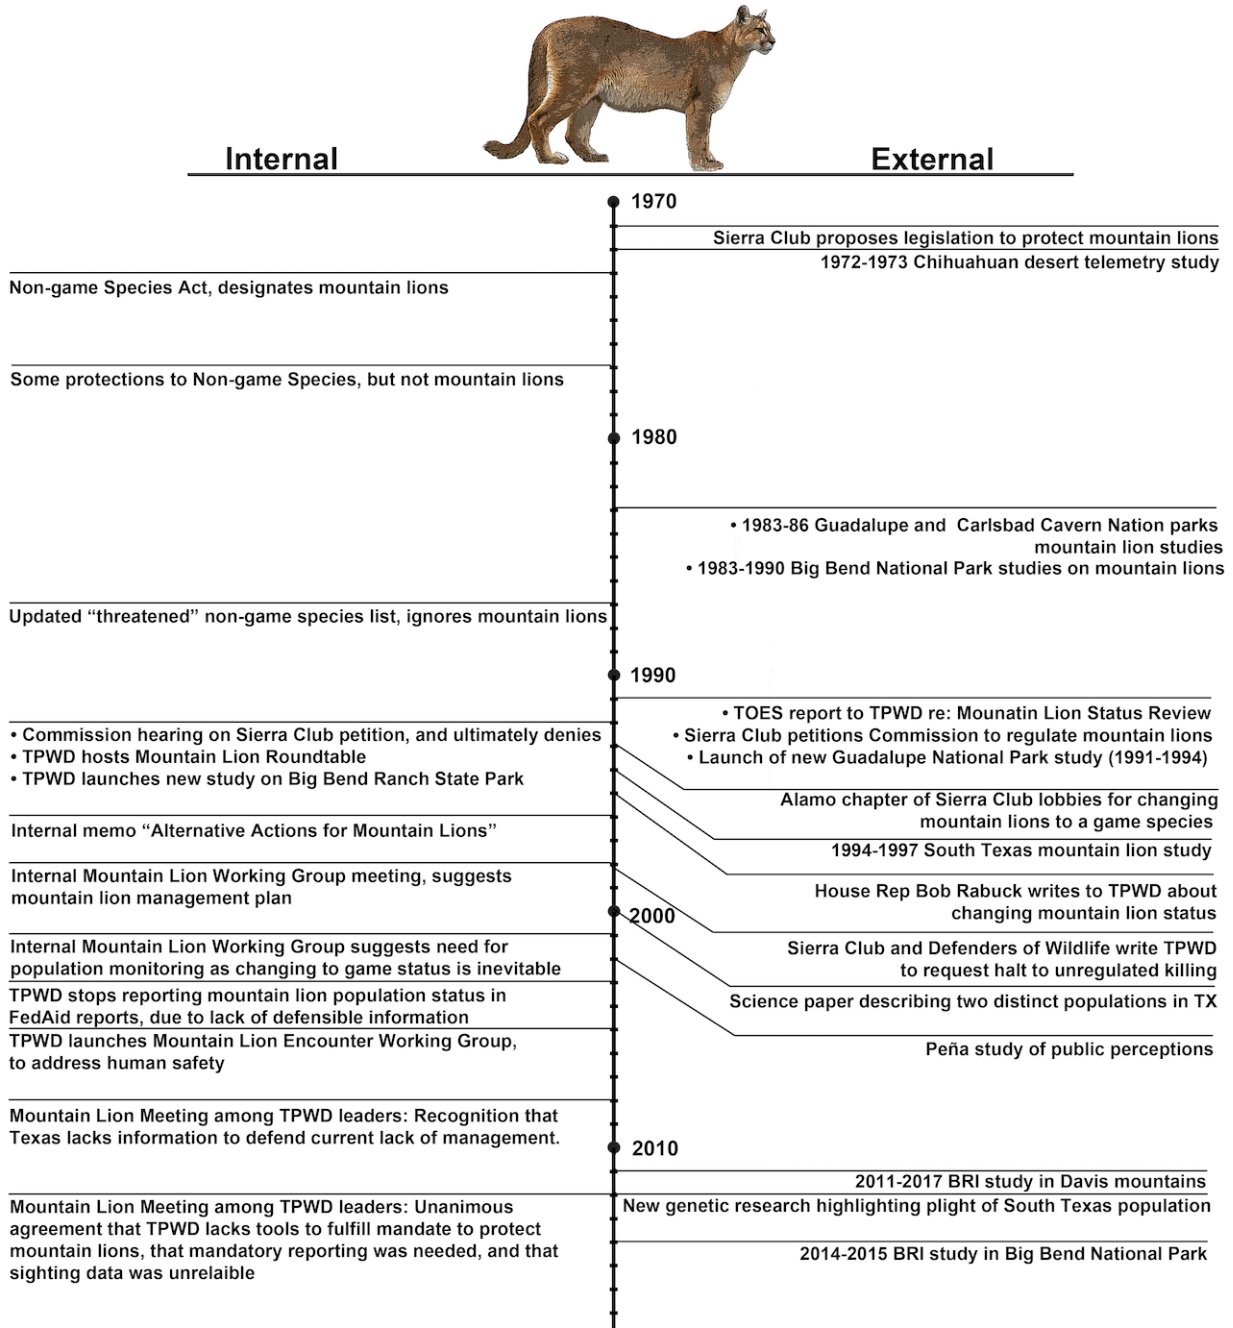 Internal
External
1970
Sierra Club proposes legislation to protect mountain lions
1972-1973 Chihuahuan desert telemetry study
Non-game Species Act, designates mountain lions
Some protections to Non-game Species, but not mountain lions
1980
• 1983-86 Guadalupe and Carlsbad Cavern Nation parks
mountain lion studies
• 1983-1990 Big Bend National Park studies on mountain lions
Updated “threatened” non-game species list, ignores mountain lions
1990
• TOES report to TPWD re: Mounatin Lion Status Review
• Sierra Club petitions Commission to regulate mountain lions
• Launch of new Guadalupe National Park study (1991-1994)
• Commission hearing on Sierra Club petition, and ultimately denies
• TPWD hosts Mountain Lion Roundtable
• TPWD launches new study on Big Bend Ranch State Park
Alamo chapter of Sierra Club lobbies for changing
mountain lions to a game species
Internal memo “Alternative Actions for Mountain Lions”
1994-1997 South Texas mountain lion study
Internal Mountain Lion Working Group meeting, suggests
mountain lion management plan
House Rep Bob Rabuck writes to TPWD about
changing mountain lion status
2000
Internal Mountain Lion Working Group suggests need for
population monitoring as changing to game status is inevitable
Sierra Club and Defenders of Wildlife write TPWD
to request halt to unregulated killing
TPWD stops reporting mountain lion population status in
FedAid reports, due to lack of defensible information
Science paper describing two distinct populations in TX
TPWD launches Mountain Lion Encounter Working Group,
to address human safety
Peña study of public perceptions
Mountain Lion Meeting among TPWD leaders: Recognition that
Texas lacks information to defend current lack of management.
2010
2011-2017 BRI study in Davis mountains
Mountain Lion Meeting among TPWD leaders: Unanimous
agreement that TPWD lacks tools to fulfill mandate to protect
mountain lions, that mandatory reporting was needed, and that
sighting data was unrelaible
New genetic research highlighting plight of South Texas population
2014-2015 BRI study in Big Bend National Park